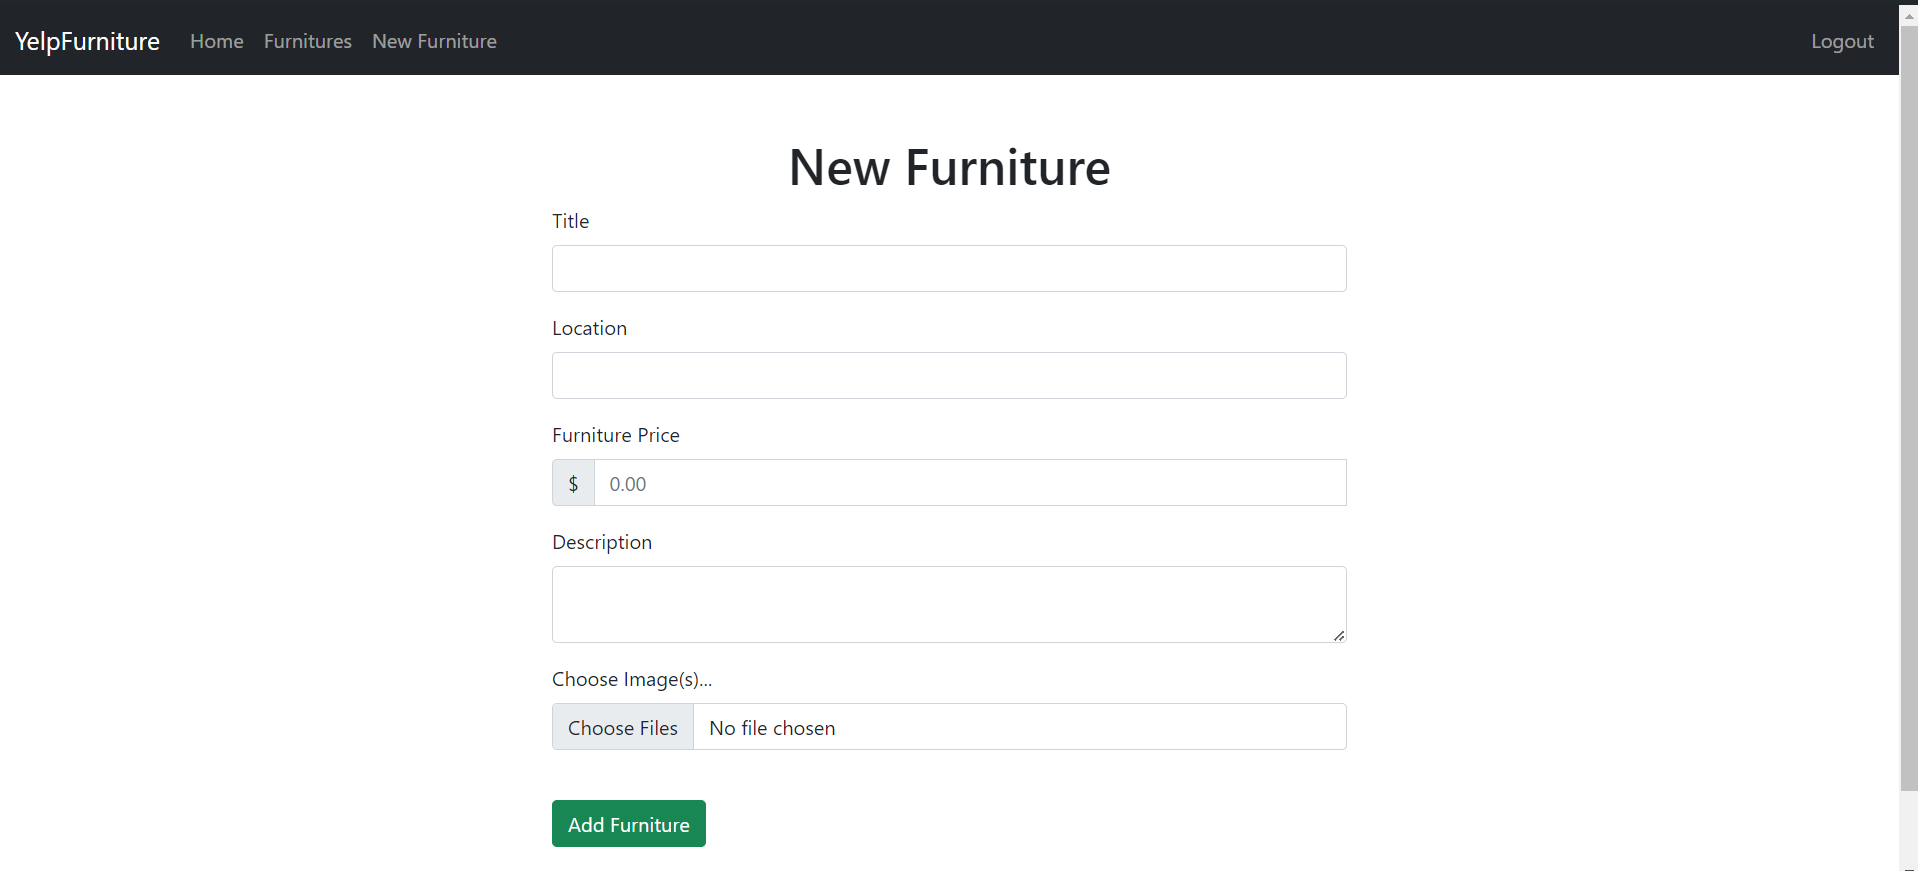 YelpFurniture Home Furnitures New Furniture Logout
New Furniture
Title
Location
Furniture Price
$ 0.00
Description
Choose Image(s)...
Choose Files No file chosen
Add Furniture